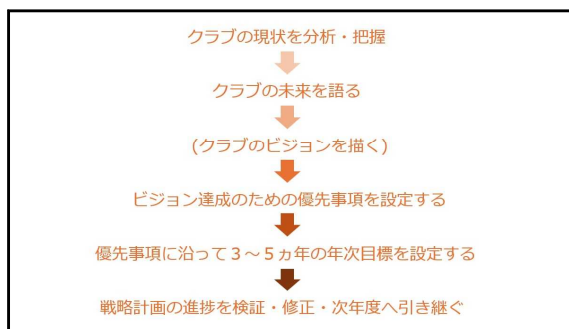 クラブの現状を分析・把握
クラブの未来を語る
(クラブのビジョンを描く)
ビジョン達成のための優先事項を設定する
優先事項に沿って３～５ヵ年の年次目標を設定する
戦略計画の進捗を検証・修正・次年度へ引き継ぐ